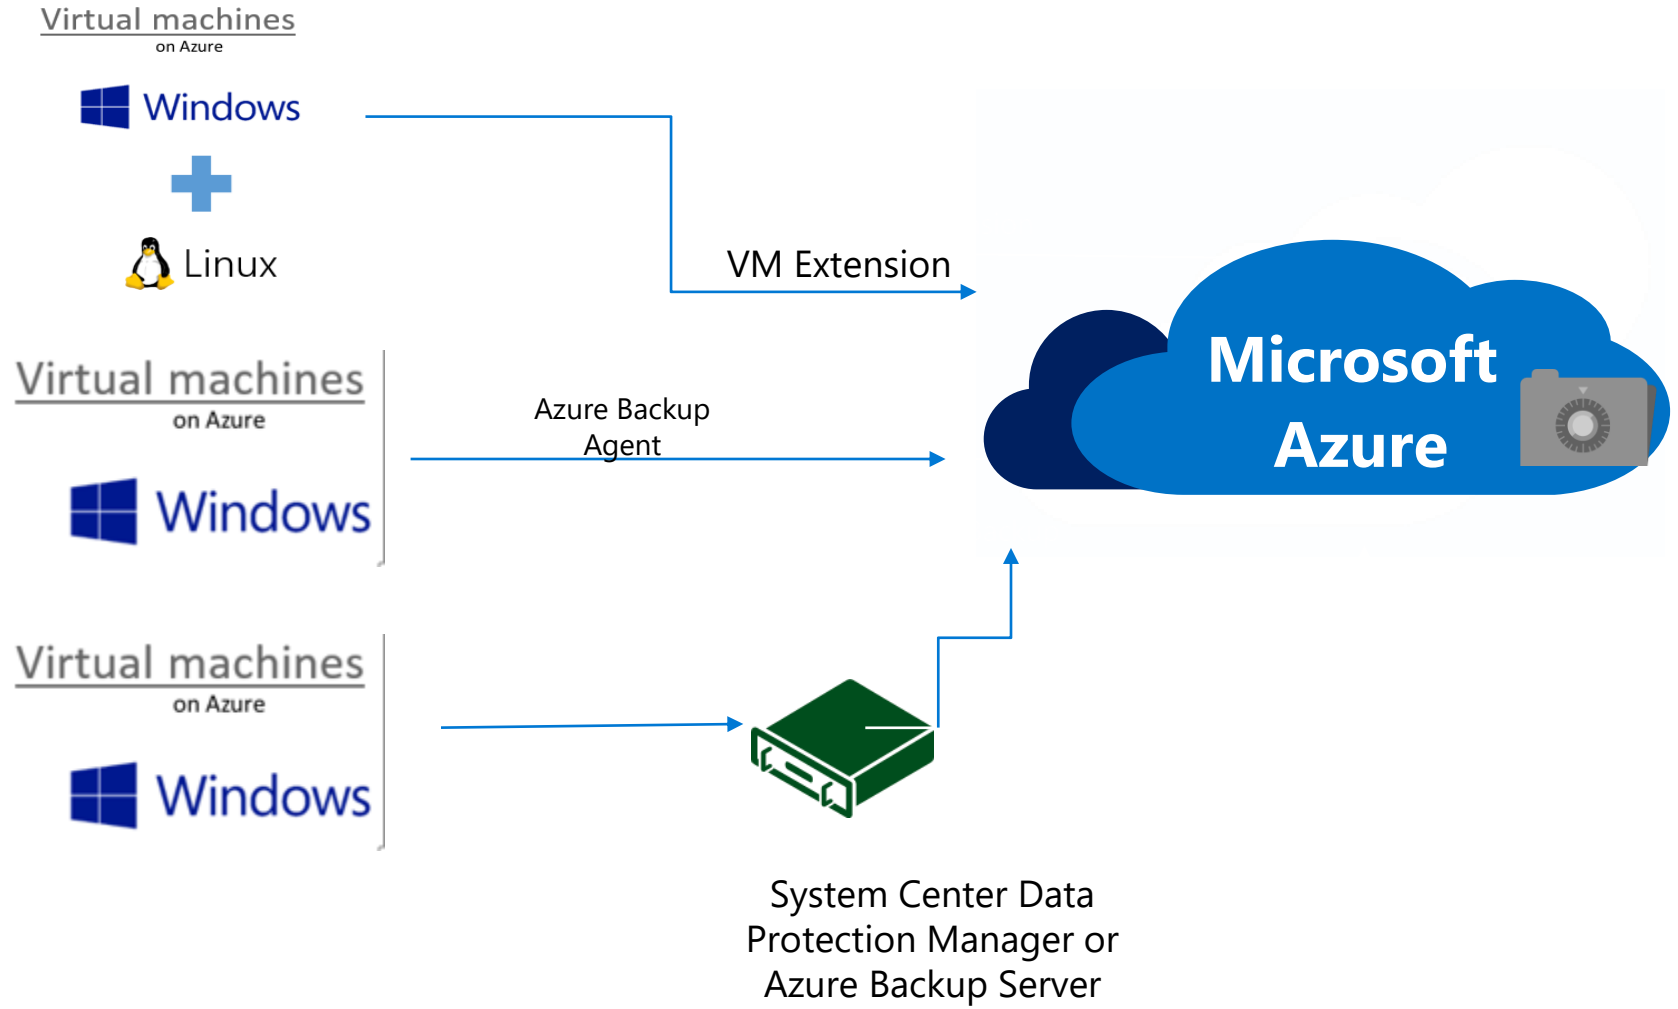 Virtual machines
on Azure
Windows
Linux
VM Extension
Virtual machines
on Azure
Windows
Azure Backup
Agent
Microsoft
Azure
Virtual machines
on Azure
Windows
System Center Data
Protection Manager or
Azure Backup Server